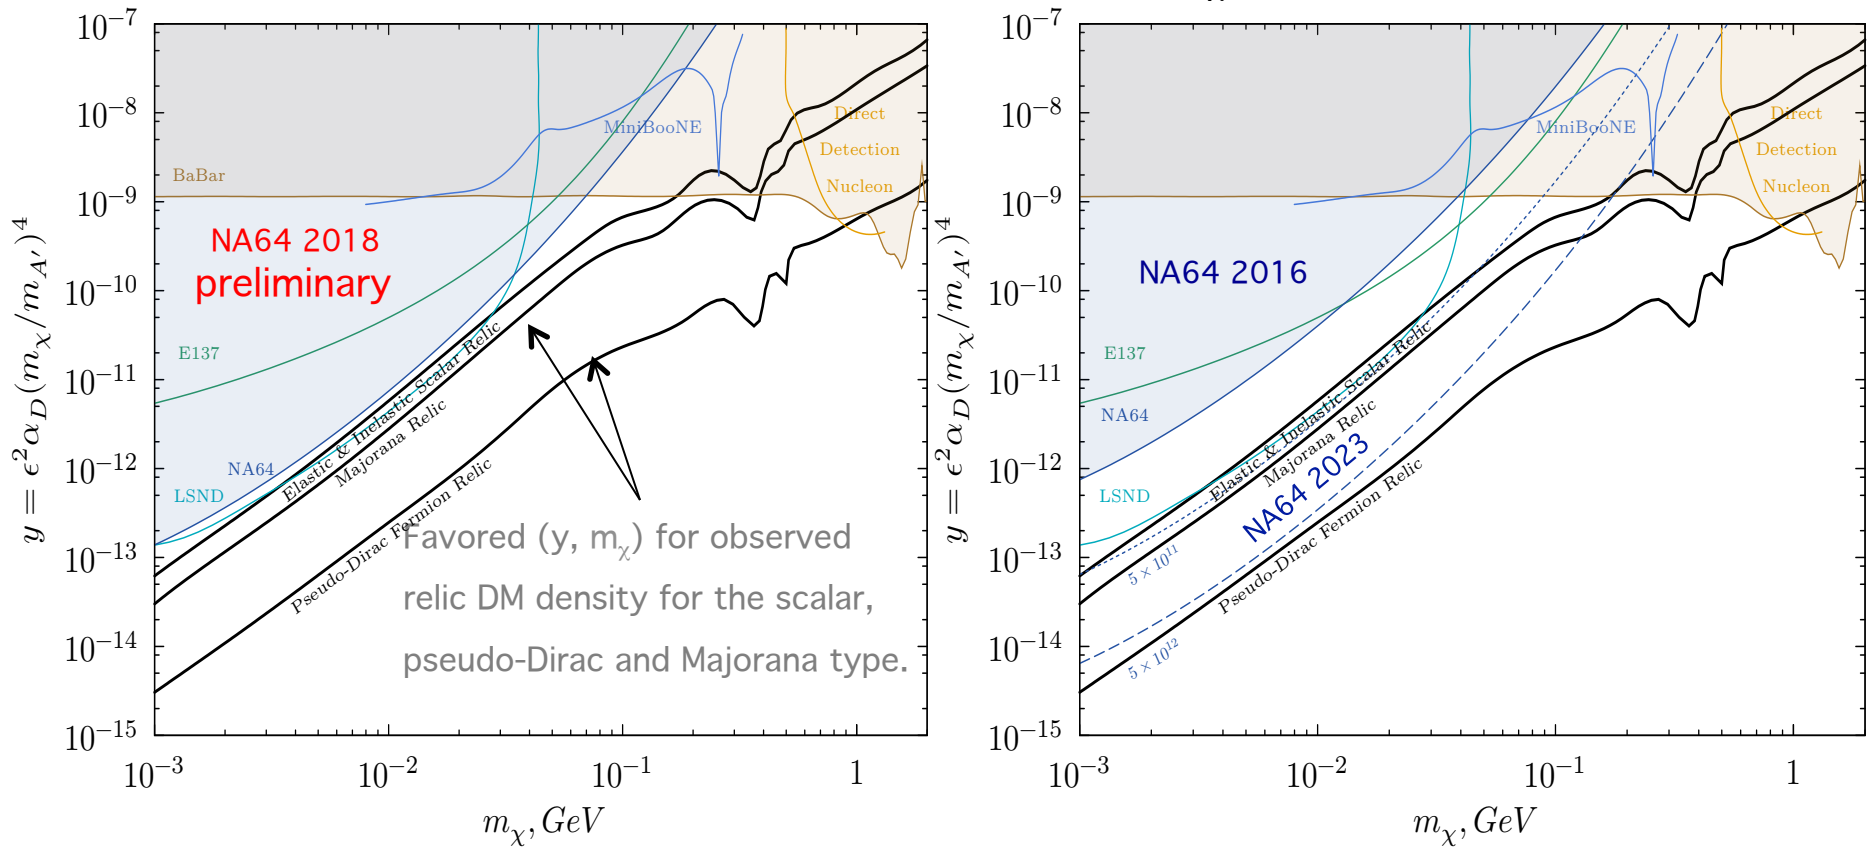 10⁻⁷
10⁻⁸
10⁻⁹
10⁻¹⁰
10⁻¹¹
10⁻¹²
10⁻¹³
10⁻¹⁴
10⁻¹⁵
y = ϵ²α_D(m_χ/m_A′)⁴
BaBar
NA64 2018
preliminary
E137
NA64
LSND
MiniBooNE
Direct
Detection
Nucleon
Elastic & Inelastic Scalar Relic
Majorana Relic
Pseudo-Dirac Fermion Relic
Favored (y, m_χ) for observed
relic DM density for the scalar,
pseudo-Dirac and Majorana type.
10⁻³
10⁻²
10⁻¹
1
m_χ, GeV
10⁻⁷
10⁻⁸
10⁻⁹
10⁻¹⁰
10⁻¹¹
10⁻¹²
10⁻¹³
10⁻¹⁴
10⁻¹⁵
y = ϵ²α_D(m_χ/m_A′)⁴
NA64 2016
E137
NA64
LSND
MiniBooNE
Direct
Detection
Nucleon
Elastic & Inelastic Scalar Relic
Majorana Relic
NA64 2023
Pseudo-Dirac Fermion Relic
5 × 10¹¹
5 × 10¹²
10⁻³
10⁻²
10⁻¹
1
m_χ, GeV